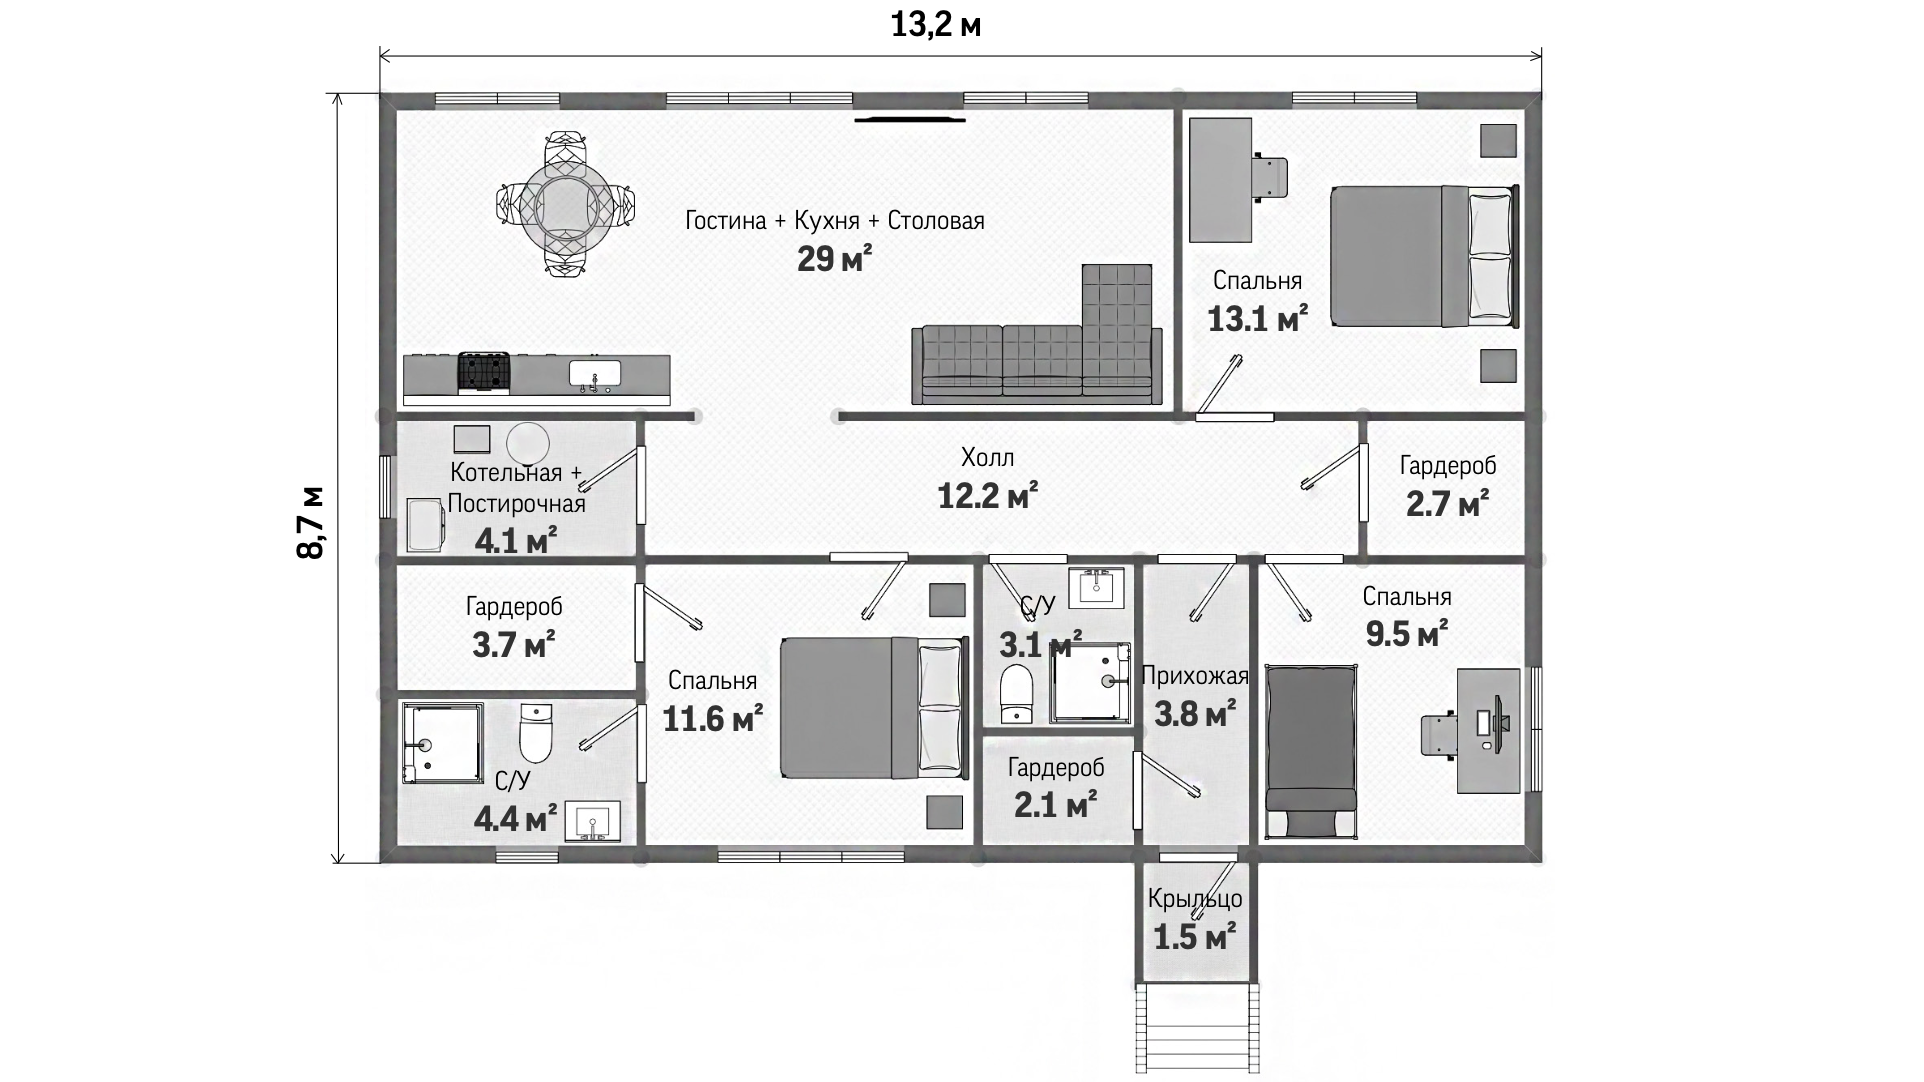 13,2 м
8,7 м
Гостина + Кухня + Столовая
29 м²
Спальня
13.1 м²
Котельная +
Постирочная
4.1 м²
Холл
12.2 м²
Гардероб
2.7 м²
Гардероб
3.7 м²
Спальня
11.6 м²
С/У
3.1 м²
Прихожая
3.8 м²
Спальня
9.5 м²
С/У
4.4 м²
Гардероб
2.1 м²
Крыльцо
1.5 м²